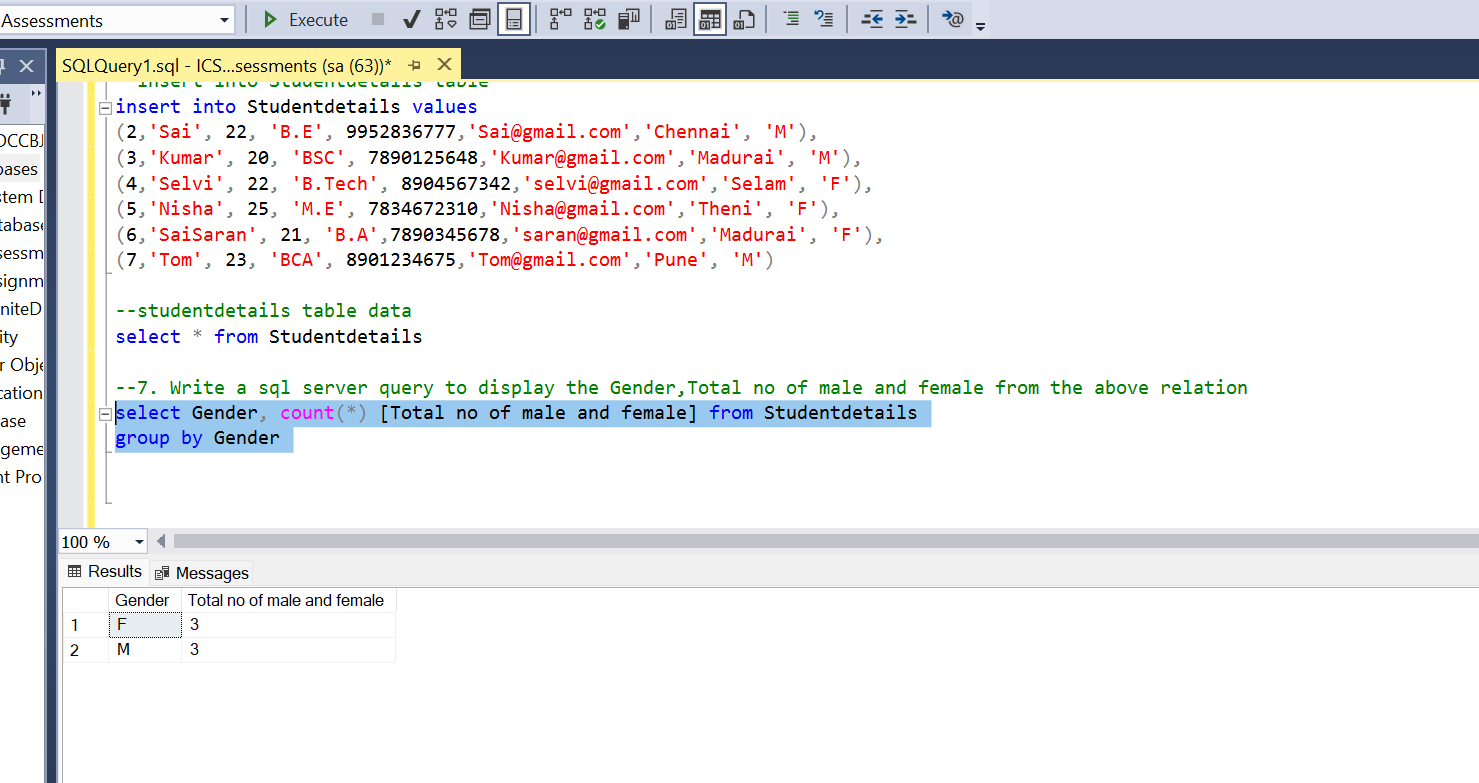 Assessments
Execute
SQLQuery1.sql - ICS...sessments (sa (63))*
insert into Studentdetails table
insert into Studentdetails values
(2,'Sai', 22, 'B.E', 9952836777,'Sai@gmail.com','Chennai', 'M'),
(3,'Kumar', 20, 'BSC', 7890125648,'Kumar@gmail.com','Madurai', 'M'),
(4,'Selvi', 22, 'B.Tech', 8904567342,'selvi@gmail.com','Selam', 'F'),
(5,'Nisha', 25, 'M.E', 7834672310,'Nisha@gmail.com','Theni', 'F'),
(6,'SaiSaran', 21, 'B.A',7890345678,'saran@gmail.com','Madurai', 'F'),
(7,'Tom', 23, 'BCA', 8901234675,'Tom@gmail.com','Pune', 'M')
--studentdetails table data
select * from Studentdetails
--7. Write a sql server query to display the Gender,Total no of male and female from the above relation
select Gender, count(*) [Total no of male and female] from Studentdetails
group by Gender
OCCBJ
bases
stem [
tabase
sessm
signm
niteD
ity
r Obje
cation
ase
geme
nt Pro
100 %
Results
Messages
Gender Total no of male and female
1 F 3
2 M 3